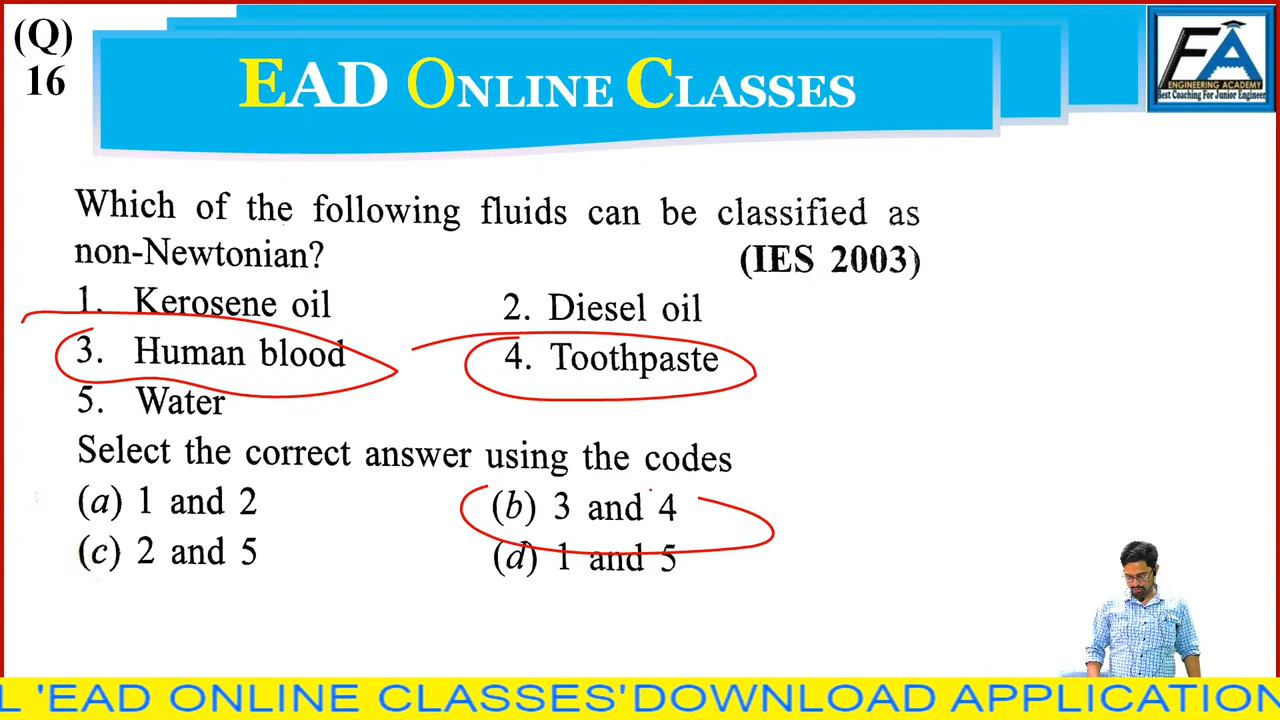 (Q)
16
EAD ONLINE CLASSES
EA
ENGINEERING ACADEMY
Best Coaching For Junior Engineer
Which of the following fluids can be classified as
non-Newtonian? (IES 2003)
1. Kerosene oil 2. Diesel oil
3. Human blood 4. Toothpaste
5. Water
Select the correct answer using the codes
(a) 1 and 2 (b) 3 and 4
(c) 2 and 5 (d) 1 and 5
L 'EAD ONLINE CLASSES'DOWNLOAD APPLICATION